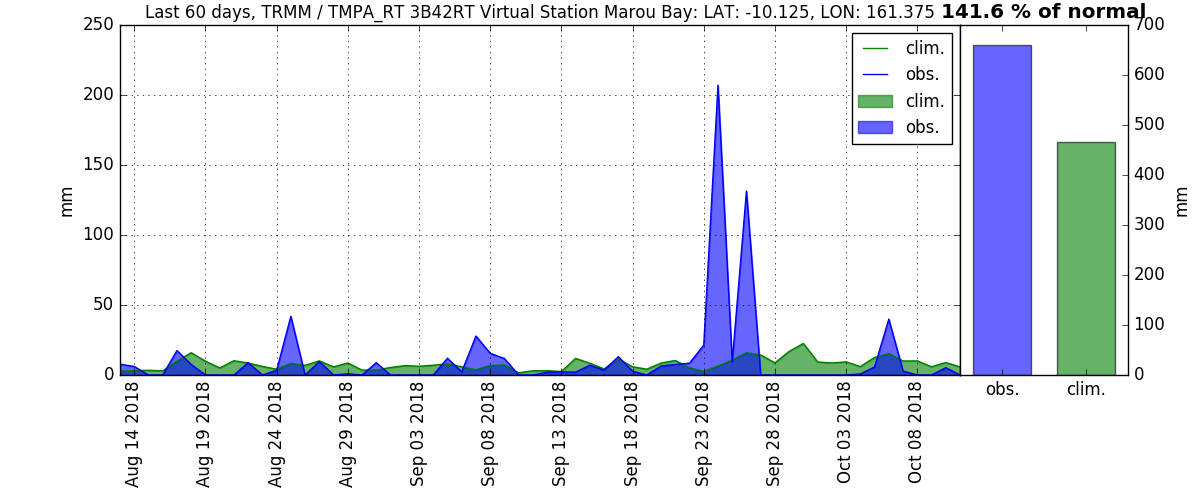 Last 60 days, TRMM / TMPA_RT 3B42RT Virtual Station Marou Bay: LAT: -10.125, LON: 161.375 141.6 % of normal
250
200
150
100
50
0
mm
clim.
obs.
clim.
obs.
700
600
500
400
300
200
100
0
mm
obs.
clim.
Aug 14 2018
Aug 19 2018
Aug 24 2018
Aug 29 2018
Sep 03 2018
Sep 08 2018
Sep 13 2018
Sep 18 2018
Sep 23 2018
Sep 28 2018
Oct 03 2018
Oct 08 2018